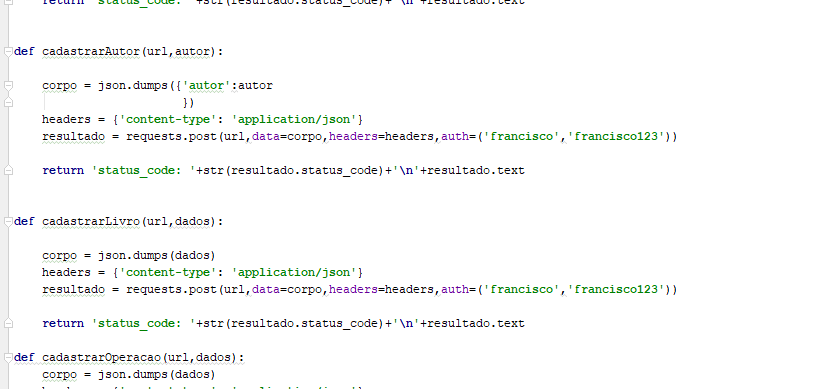 return 'status_code: '+str(resultado.status_code)+'\n'+resultado.text
def cadastrarAutor(url,autor):
corpo = json.dumps({'autor':autor
})
headers = {'content-type': 'application/json'}
resultado = requests.post(url,data=corpo,headers=headers,auth=('francisco','francisco123'))
return 'status_code: '+str(resultado.status_code)+'\n'+resultado.text
def cadastrarLivro(url,dados):
corpo = json.dumps(dados)
headers = {'content-type': 'application/json'}
resultado = requests.post(url,data=corpo,headers=headers,auth=('francisco','francisco123'))
return 'status_code: '+str(resultado.status_code)+'\n'+resultado.text
def cadastrarOperacao(url,dados):
corpo = json.dumps(dados)